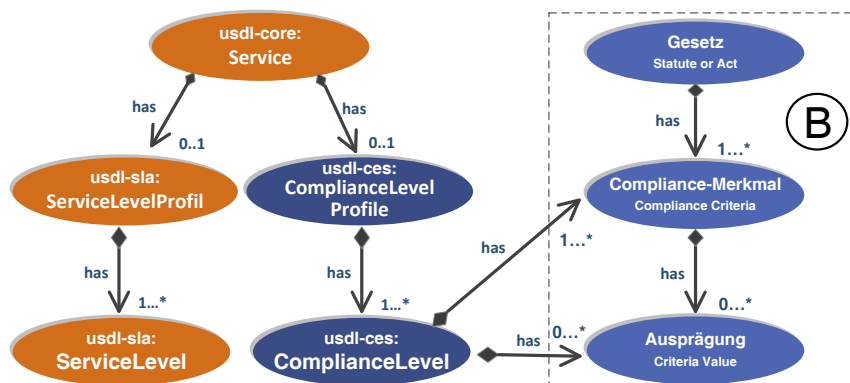 usdl-core:
Service
has
has
0..1
0..1
usdl-sla:
ServiceLevelProfil
usdl-ces:
ComplianceLevel
Profile
has
has
1...*
1...*
usdl-sla:
ServiceLevel
usdl-ces:
ComplianceLevel
has
1...*
has
0...*
Gesetz
Statute or Act
has
1...*
B
Compliance-Merkmal
Compliance Criteria
has
0...*
Ausprägung
Criteria Value